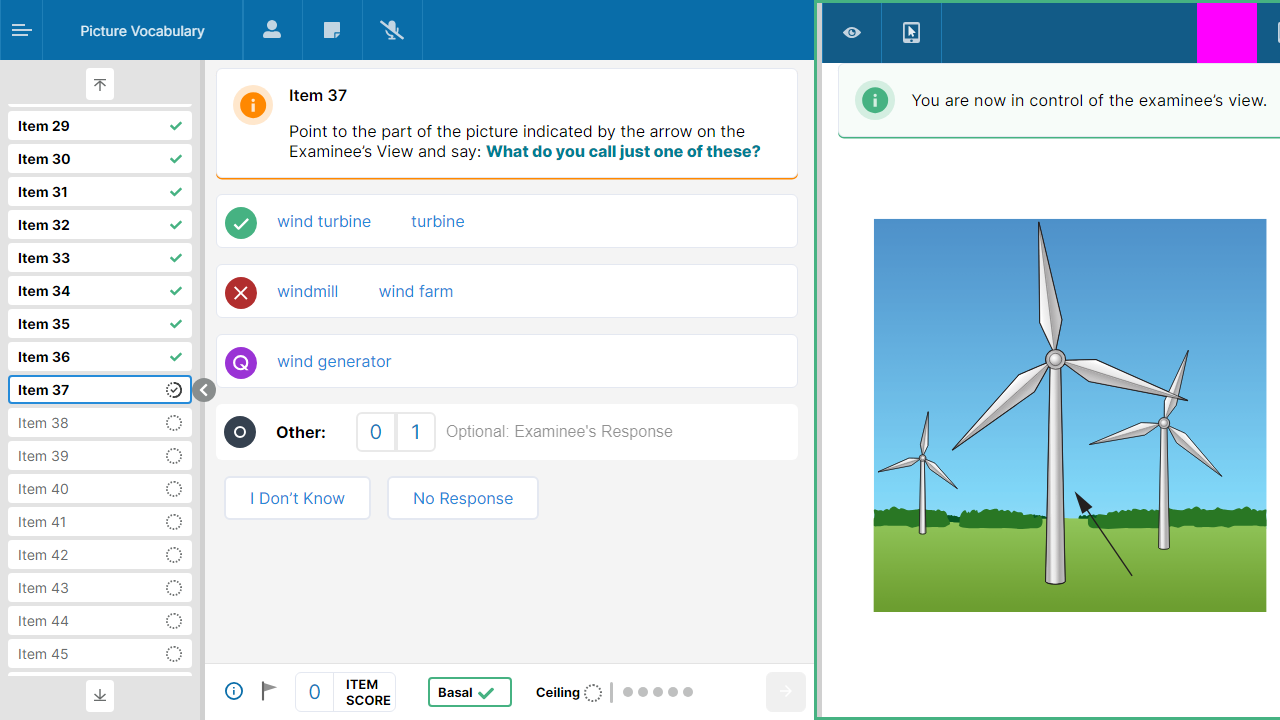 Picture Vocabulary
Item 29
Item 30
Item 31
Item 32
Item 33
Item 34
Item 35
Item 36
Item 37
Item 38
Item 39
Item 40
Item 41
Item 42
Item 43
Item 44
Item 45
Item 37
Point to the part of the picture indicated by the arrow on the
Examinee’s View and say: What do you call just one of these?
wind turbine turbine
windmill wind farm
Q wind generator
Other: 0 1 Optional: Examinee's Response
I Don’t Know No Response
0 ITEM
SCORE
Basal
Ceiling
You are now in control of the examinee’s view.